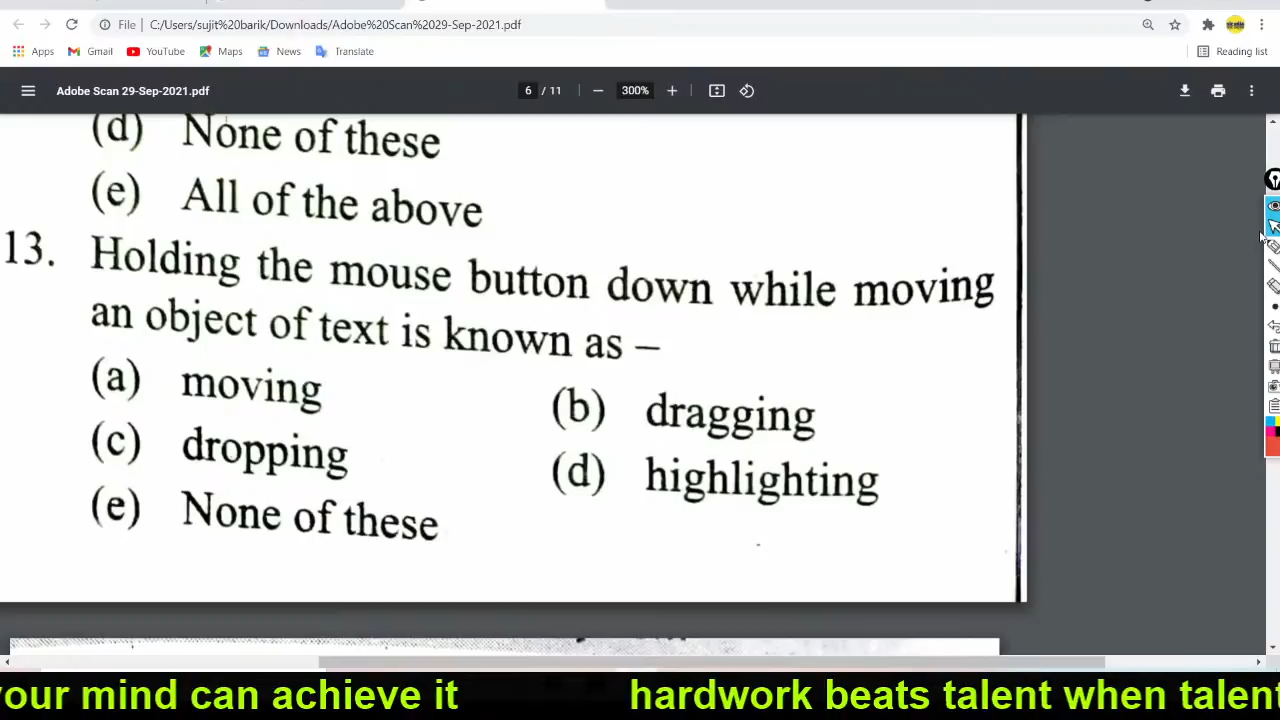 File
C:/Users/sujit%20barik/Downloads/Adobe%20Scan%2029-Sep-2021.pdf
Apps Gmail YouTube Maps News Translate Reading list
Adobe Scan 29-Sep-2021.pdf 6 / 11 300%
(d) None of these
(e) All of the above
13. Holding the mouse button down while moving
an object of text is known as –
(a) moving (b) dragging
(c) dropping (d) highlighting
(e) None of these
your mind can achieve it hardwork beats talent when talent